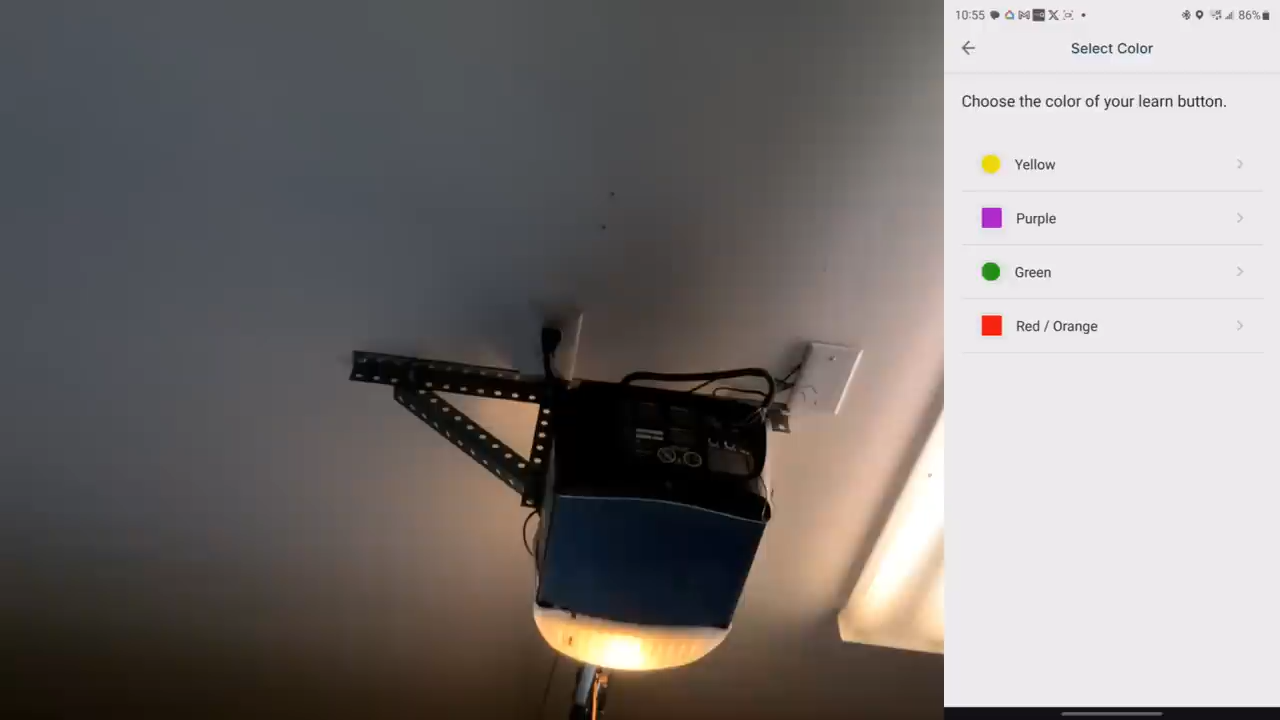 10:55
86%
Select Color
Choose the color of your learn button.
Yellow
Purple
Green
Red / Orange